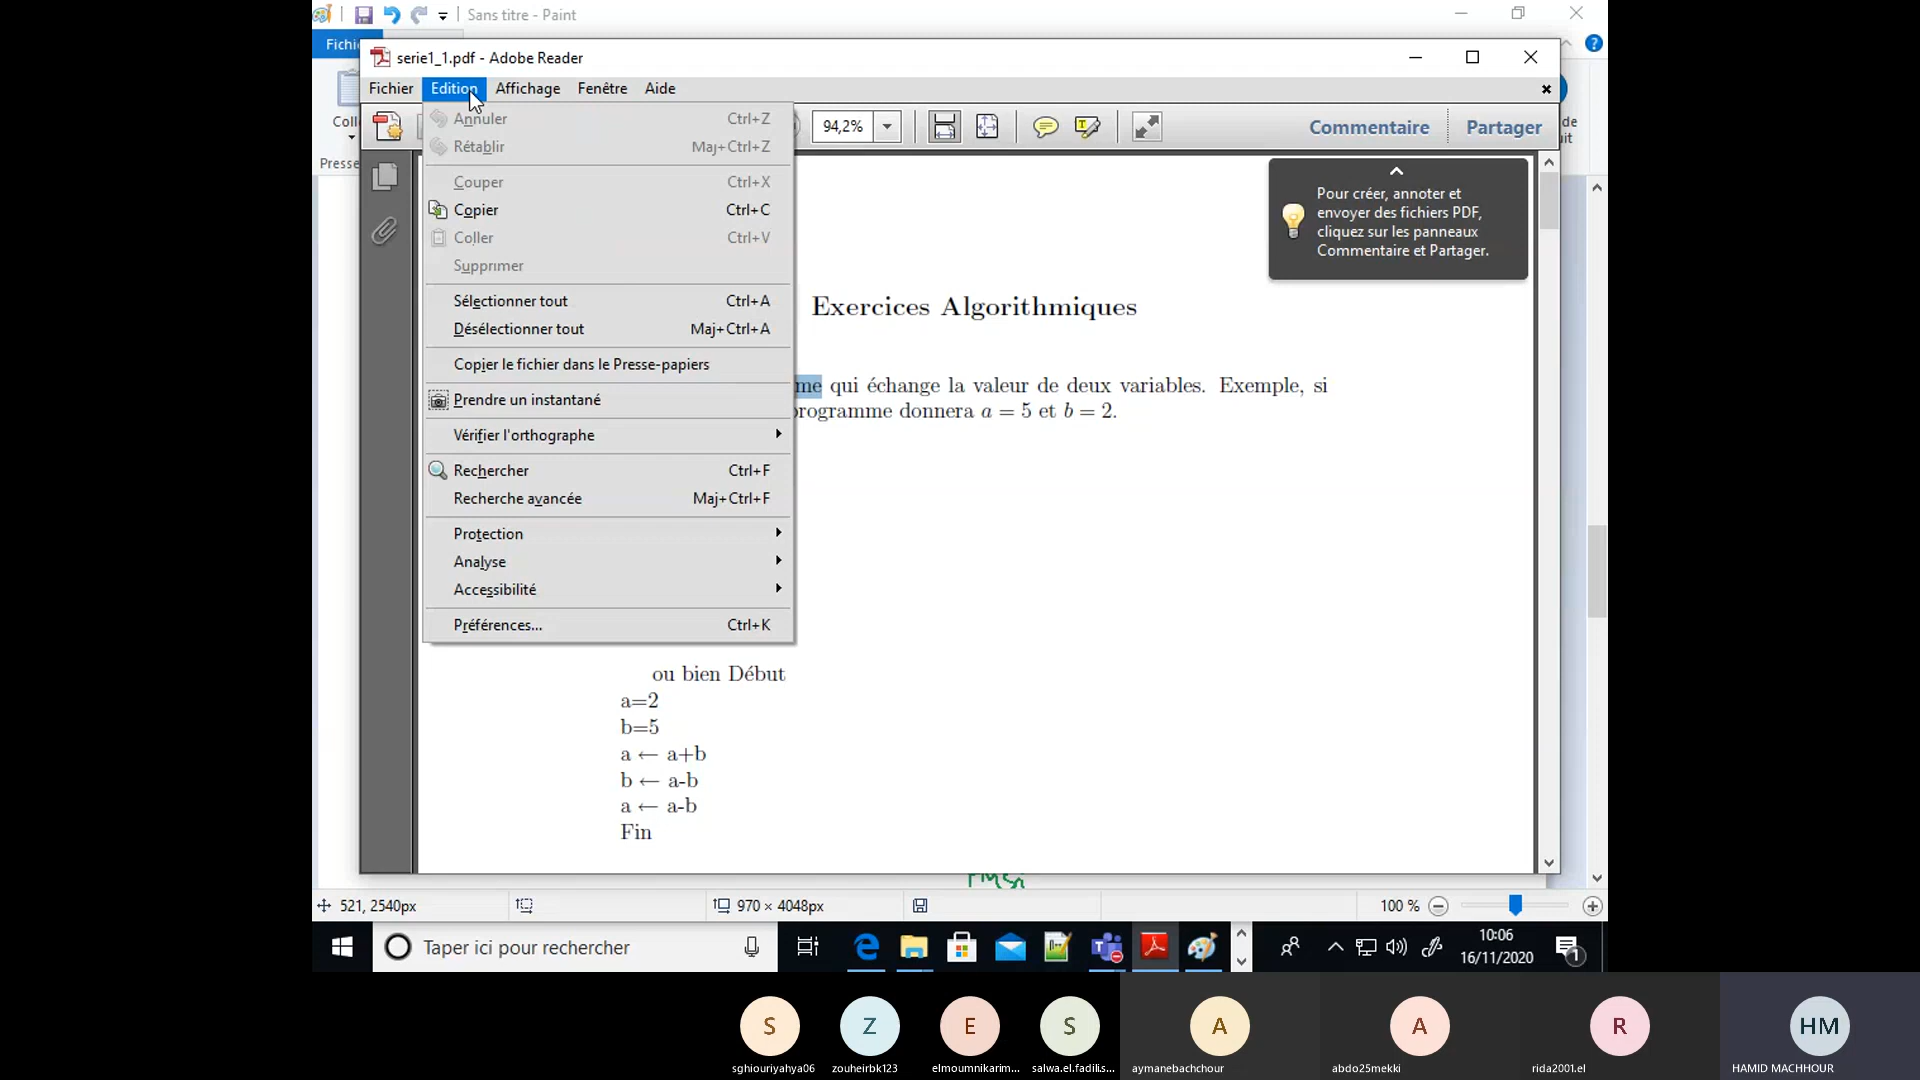 Sans titre - Paint
Fichi
serie1_1.pdf - Adobe Reader
Fichier Edition Affichage Fenêtre Aide
Coll
Presse
94,2%
Commentaire Partager
Annuler Ctrl+Z
Rétablir Maj+Ctrl+Z
Couper Ctrl+X
Copier Ctrl+C
Coller Ctrl+V
Supprimer
Sélectionner tout Ctrl+A
Désélectionner tout Maj+Ctrl+A
Copier le fichier dans le Presse-papiers
Prendre un instantané
Vérifier l'orthographe
Rechercher Ctrl+F
Recherche avancée Maj+Ctrl+F
Protection
Analyse
Accessibilité
Préférences... Ctrl+K
Pour créer, annoter et
envoyer des fichiers PDF,
cliquez sur les panneaux
Commentaire et Partager.
de
it
Exercices Algorithmiques
me qui échange la valeur de deux variables. Exemple, si
programme donnera a = 5 et b = 2.
ou bien Début
a=2
b=5
a ← a+b
b ← a-b
a ← a-b
Fin
521, 2540px
970 × 4048px
100 %
Taper ici pour rechercher
10:06
16/11/2020
1
S Z E S A A R HM
sghiouriyahya06 zouheirbk123 elmoumnikarim... salwa.el.fadili.s... aymanebachchour abdo25mekki rida2001.el HAMID MACHHOUR